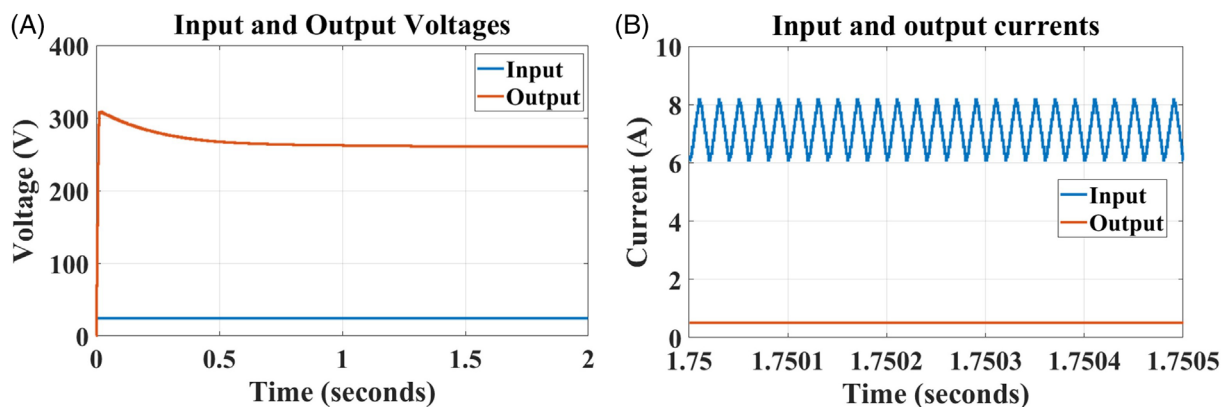 (A)
Input and Output Voltages
400
300
200
100
0
Voltage (V)
Input
Output
0
0.5
1
1.5
2
Time (seconds)
(B)
Input and output currents
10
8
6
4
2
0
Current (A)
Input
Output
1.75
1.7501
1.7502
1.7503
1.7504
1.7505
Time (seconds)